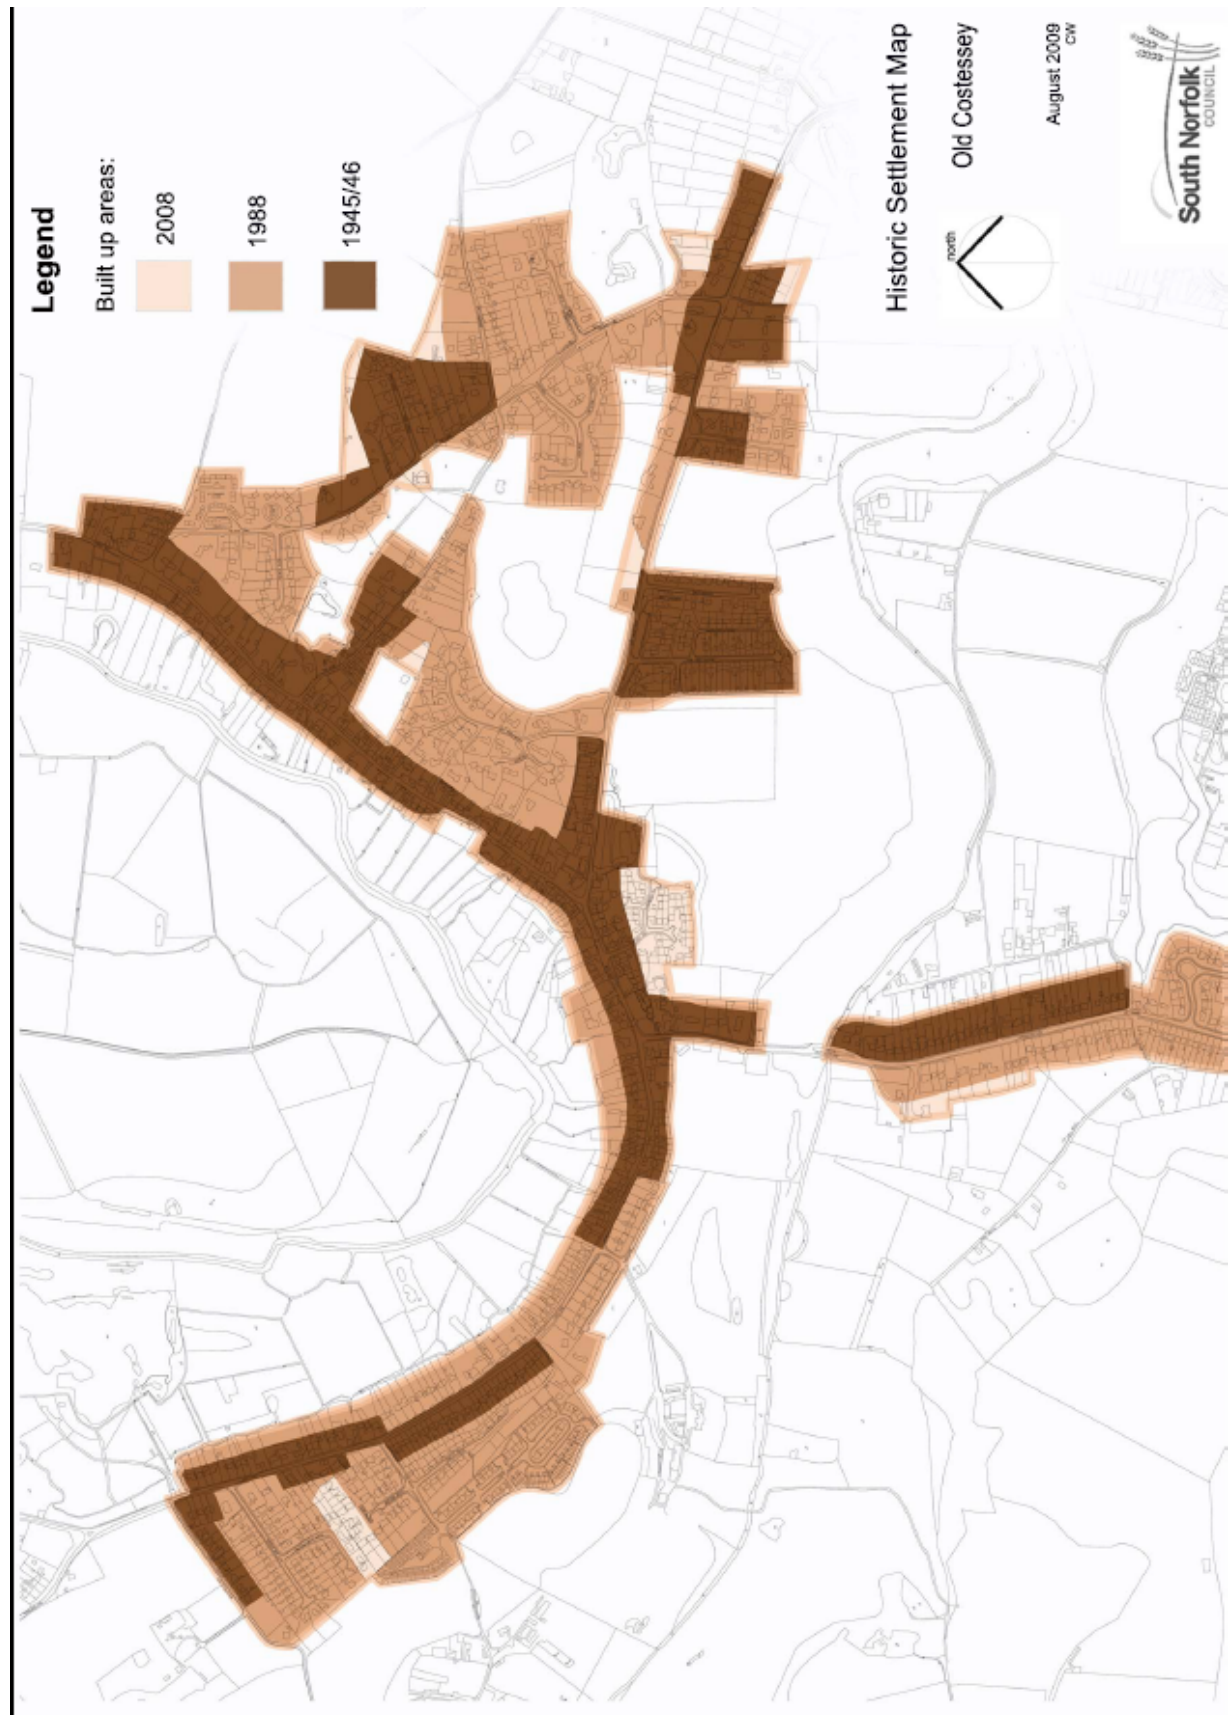 Legend
Built up areas:
2008
1988
1945/46
Historic Settlement Map
Old Costessey
August 2009
CW
north
South Norfolk
COUNCIL